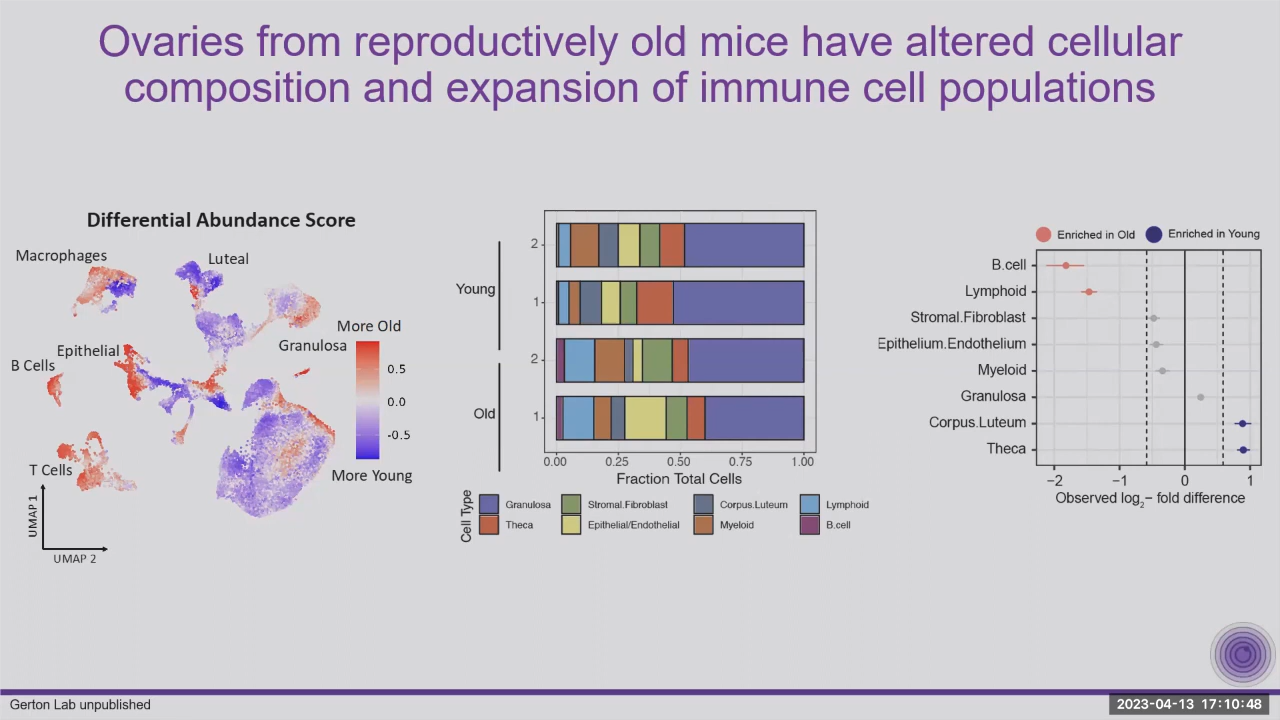 Ovaries from reproductively old mice have altered cellular
composition and expansion of immune cell populations
Differential Abundance Score
Macrophages
Luteal
More Old
Granulosa
Epithelial
B Cells
0.5
0.0
-0.5
T Cells
More Young
UMAP 1
UMAP 2
Young
Old
2
1
2
1
0.00 0.25 0.50 0.75 1.00
Fraction Total Cells
Cell Type
Granulosa Stromal.Fibroblast Corpus.Luteum Lymphoid
Theca Epithelial/Endothelial Myeloid B.cell
Enriched in Old Enriched in Young
B.cell
Lymphoid
Stromal.Fibroblast
Epithelium.Endothelium
Myeloid
Granulosa
Corpus.Luteum
Theca
−2 −1 0 1
Observed log2− fold difference
Gerton Lab unpublished
2023-04-13 17:10:48